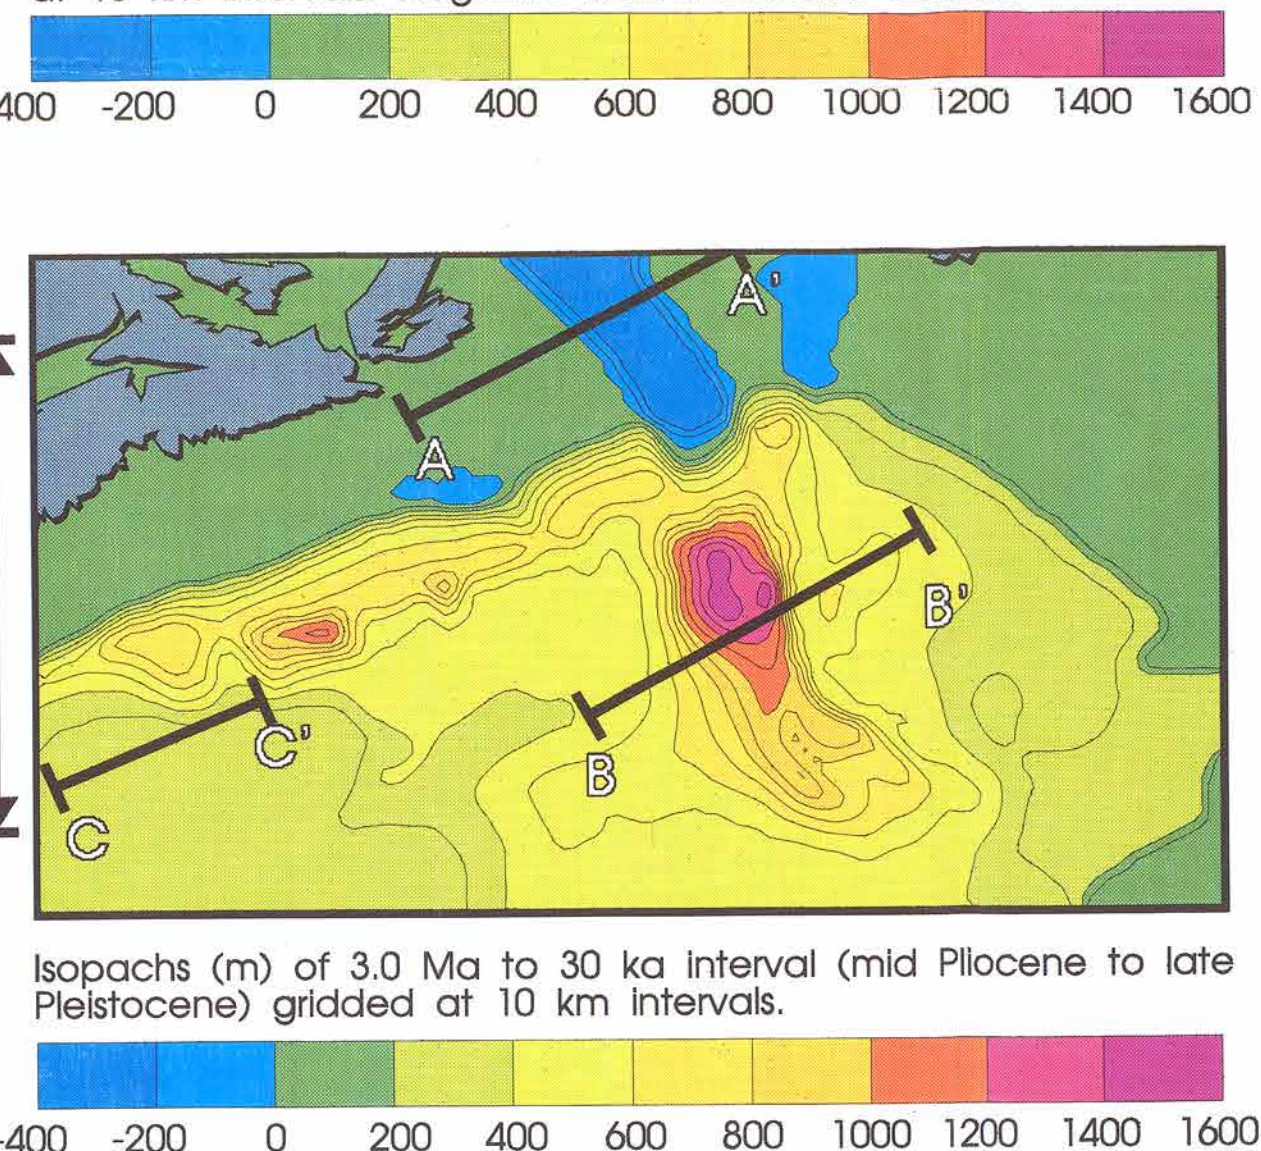 400 -200 0 200 400 600 800 1000 1200 1400 1600
A'
A
B'
C'
B
C
Isopachs (m) of 3.0 Ma to 30 ka interval (mid Pliocene to late
Pleistocene) gridded at 10 km intervals.
-400 -200 0 200 400 600 800 1000 1200 1400 1600